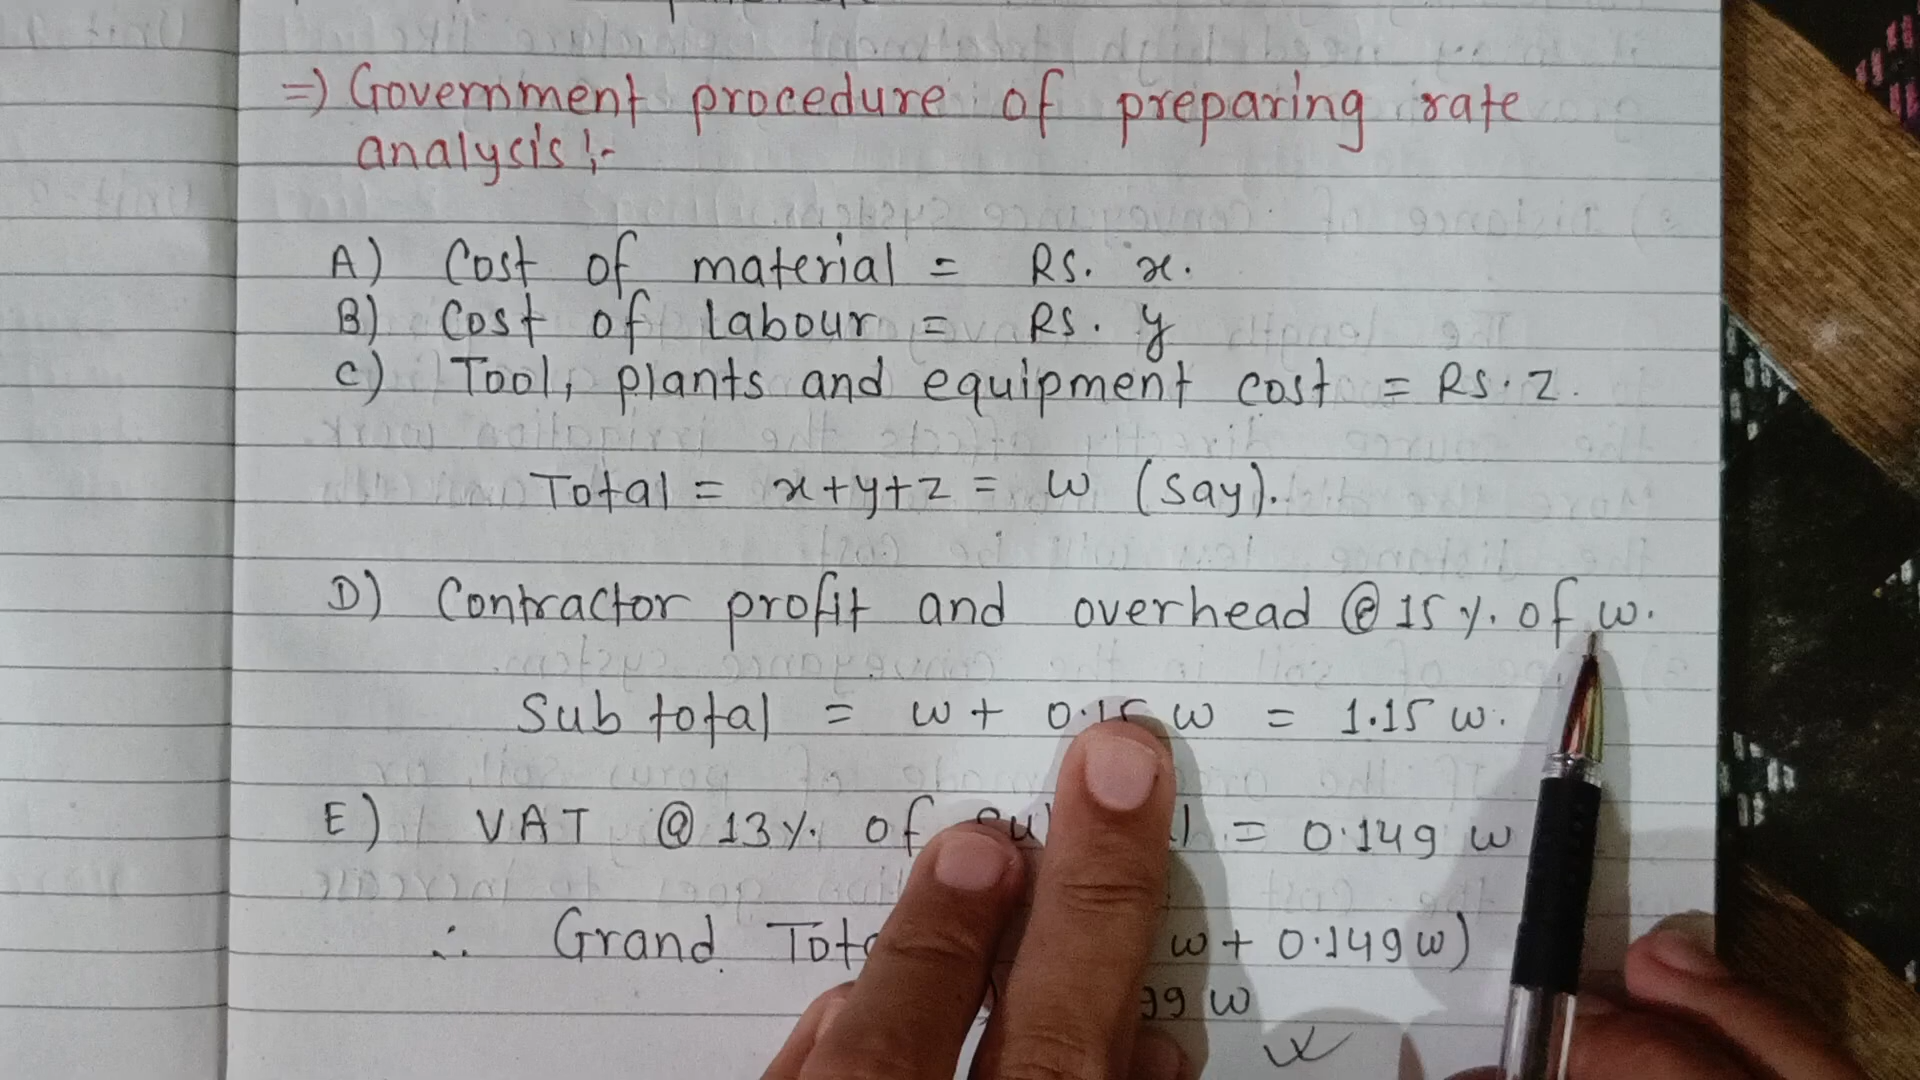 =) Government procedure of preparing rate
analysis :-
A) Cost of material = Rs. x.
B) Cost of labour = Rs. y
C) Tool, plants and equipment cost = Rs. z.
Total = x+y+z = w (say).
D) Contractor profit and overhead @ 15 %. of w.
Sub total = w + 0.15 w = 1.15 w.
E) VAT @ 13 %. of = 0.149 w
∴ Grand w + 0.149 w)
w